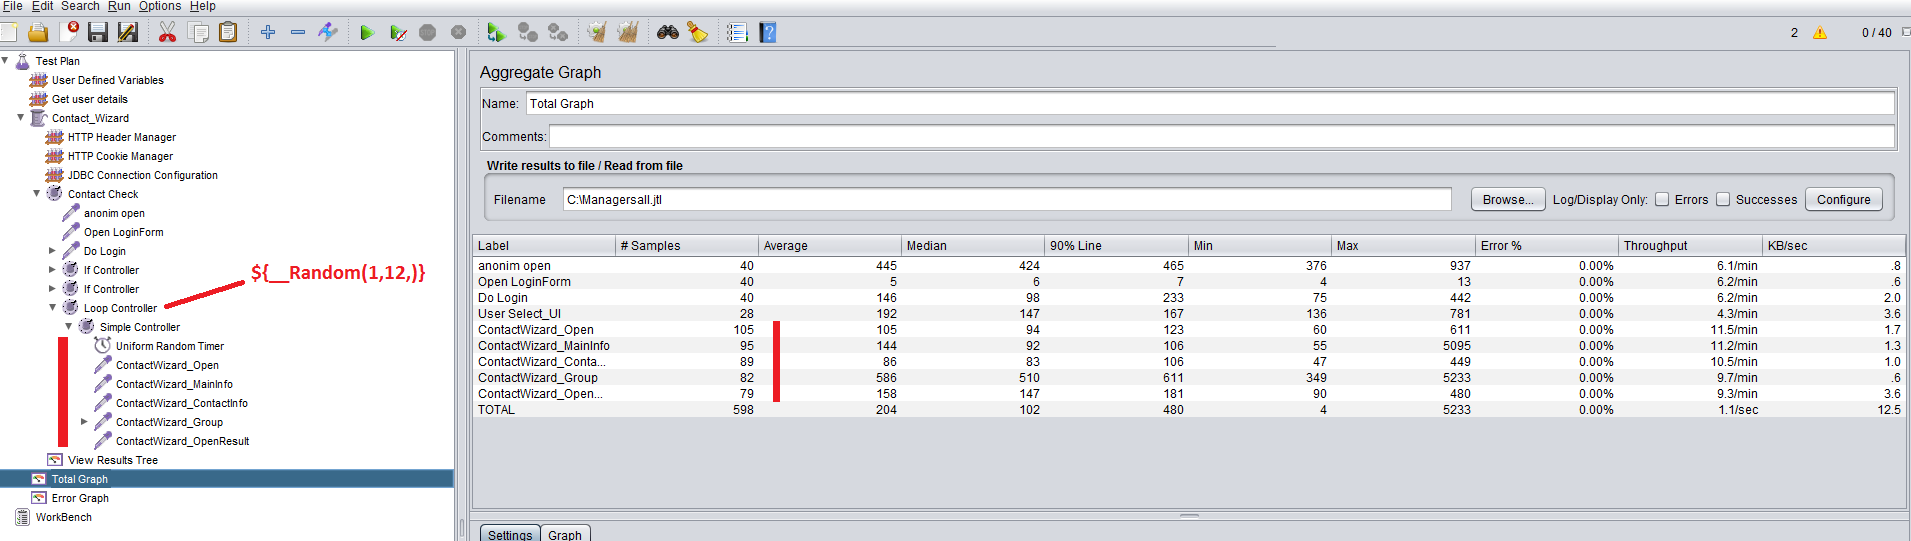 File Edit Search Run Options Help
2 0 / 40
Test Plan
User Defined Variables
Get user details
Contact_Wizard
HTTP Header Manager
HTTP Cookie Manager
JDBC Connection Configuration
Contact Check
anonim open
Open LoginForm
Do Login
If Controller
If Controller
Loop Controller
Simple Controller
Uniform Random Timer
ContactWizard_Open
ContactWizard_MainInfo
ContactWizard_ContactInfo
ContactWizard_Group
ContactWizard_OpenResult
View Results Tree
Total Graph
Error Graph
WorkBench
${__Random(1,12,)}
Aggregate Graph
Name: Total Graph
Comments:
Write results to file / Read from file
Filename C:\Managersall.jtl Browse... Log/Display Only: Errors Successes Configure
Label # Samples Average Median 90% Line Min Max Error % Throughput KB/sec
anonim open 40 445 424 465 376 937 0.00% 6.1/min .8
Open LoginForm 40 5 6 7 4 13 0.00% 6.2/min .6
Do Login 40 146 98 233 75 442 0.00% 6.2/min 2.0
User Select_UI 28 192 147 167 136 781 0.00% 4.3/min 3.6
ContactWizard_Open 105 105 94 123 60 611 0.00% 11.5/min 1.7
ContactWizard_MainInfo 95 144 92 106 55 5095 0.00% 11.2/min 1.3
ContactWizard_Conta... 89 86 83 106 47 449 0.00% 10.5/min 1.0
ContactWizard_Group 82 586 510 611 349 5233 0.00% 9.7/min .6
ContactWizard_Open... 79 158 147 181 90 480 0.00% 9.3/min 3.6
TOTAL 598 204 102 480 4 5233 0.00% 1.1/sec 12.5
Settings Graph